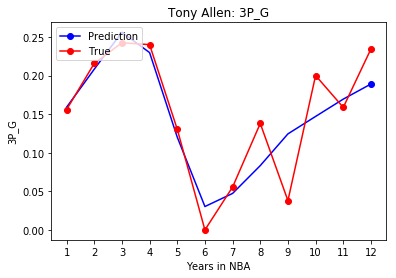 Tony Allen: 3P_G
Prediction
True
0.25
0.20
0.15
0.10
0.05
0.00
3P_G
1 2 3 4 5 6 7 8 9 10 11 12
Years in NBA